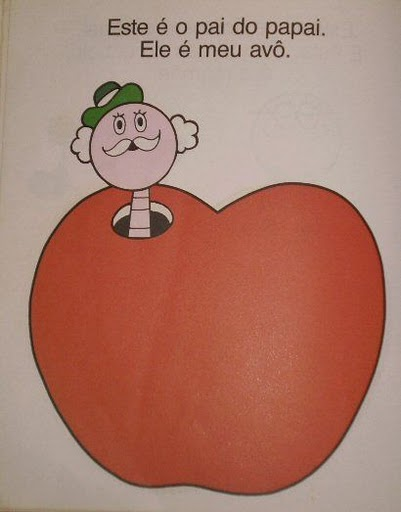 Este é o pai do papai.
Ele é meu avô.